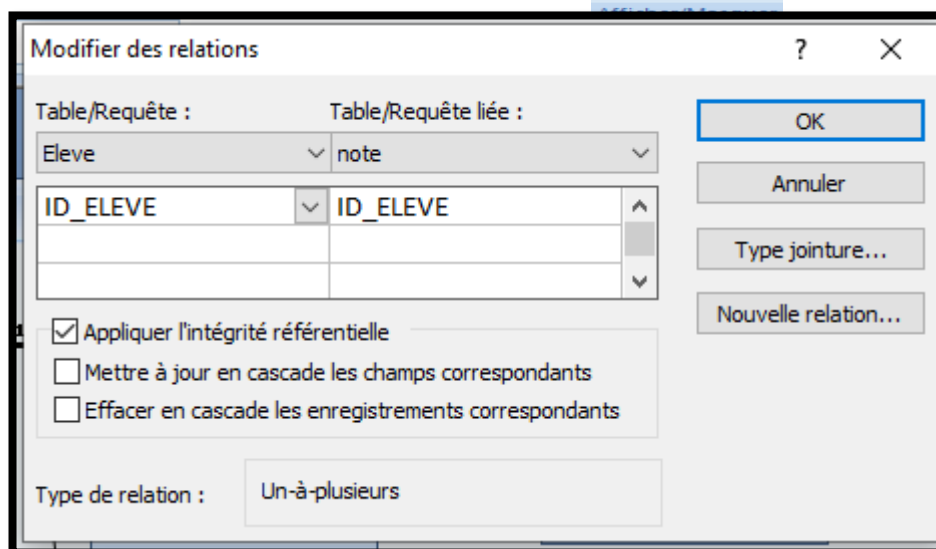 Afficher/Masquer
Modifier des relations
Table/Requête : Table/Requête liée :
OK
Eleve note
Annuler
ID_ELEVE ID_ELEVE
Type jointure...
Nouvelle relation...
Appliquer l'intégrité référentielle
Mettre à jour en cascade les champs correspondants
Effacer en cascade les enregistrements correspondants
Type de relation : Un-à-plusieurs